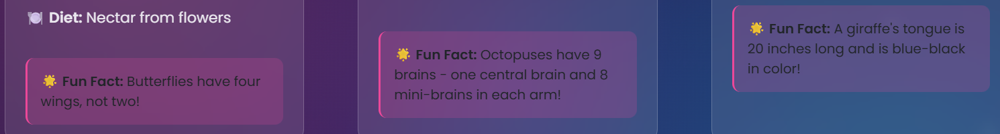 🍽️ Diet: Nectar from flowers
🌟 Fun Fact: Butterflies have four
wings, not two!
🌟 Fun Fact: Octopuses have 9
brains - one central brain and 8
mini-brains in each arm!
🌟 Fun Fact: A giraffe's tongue is
20 inches long and is blue-black
in color!